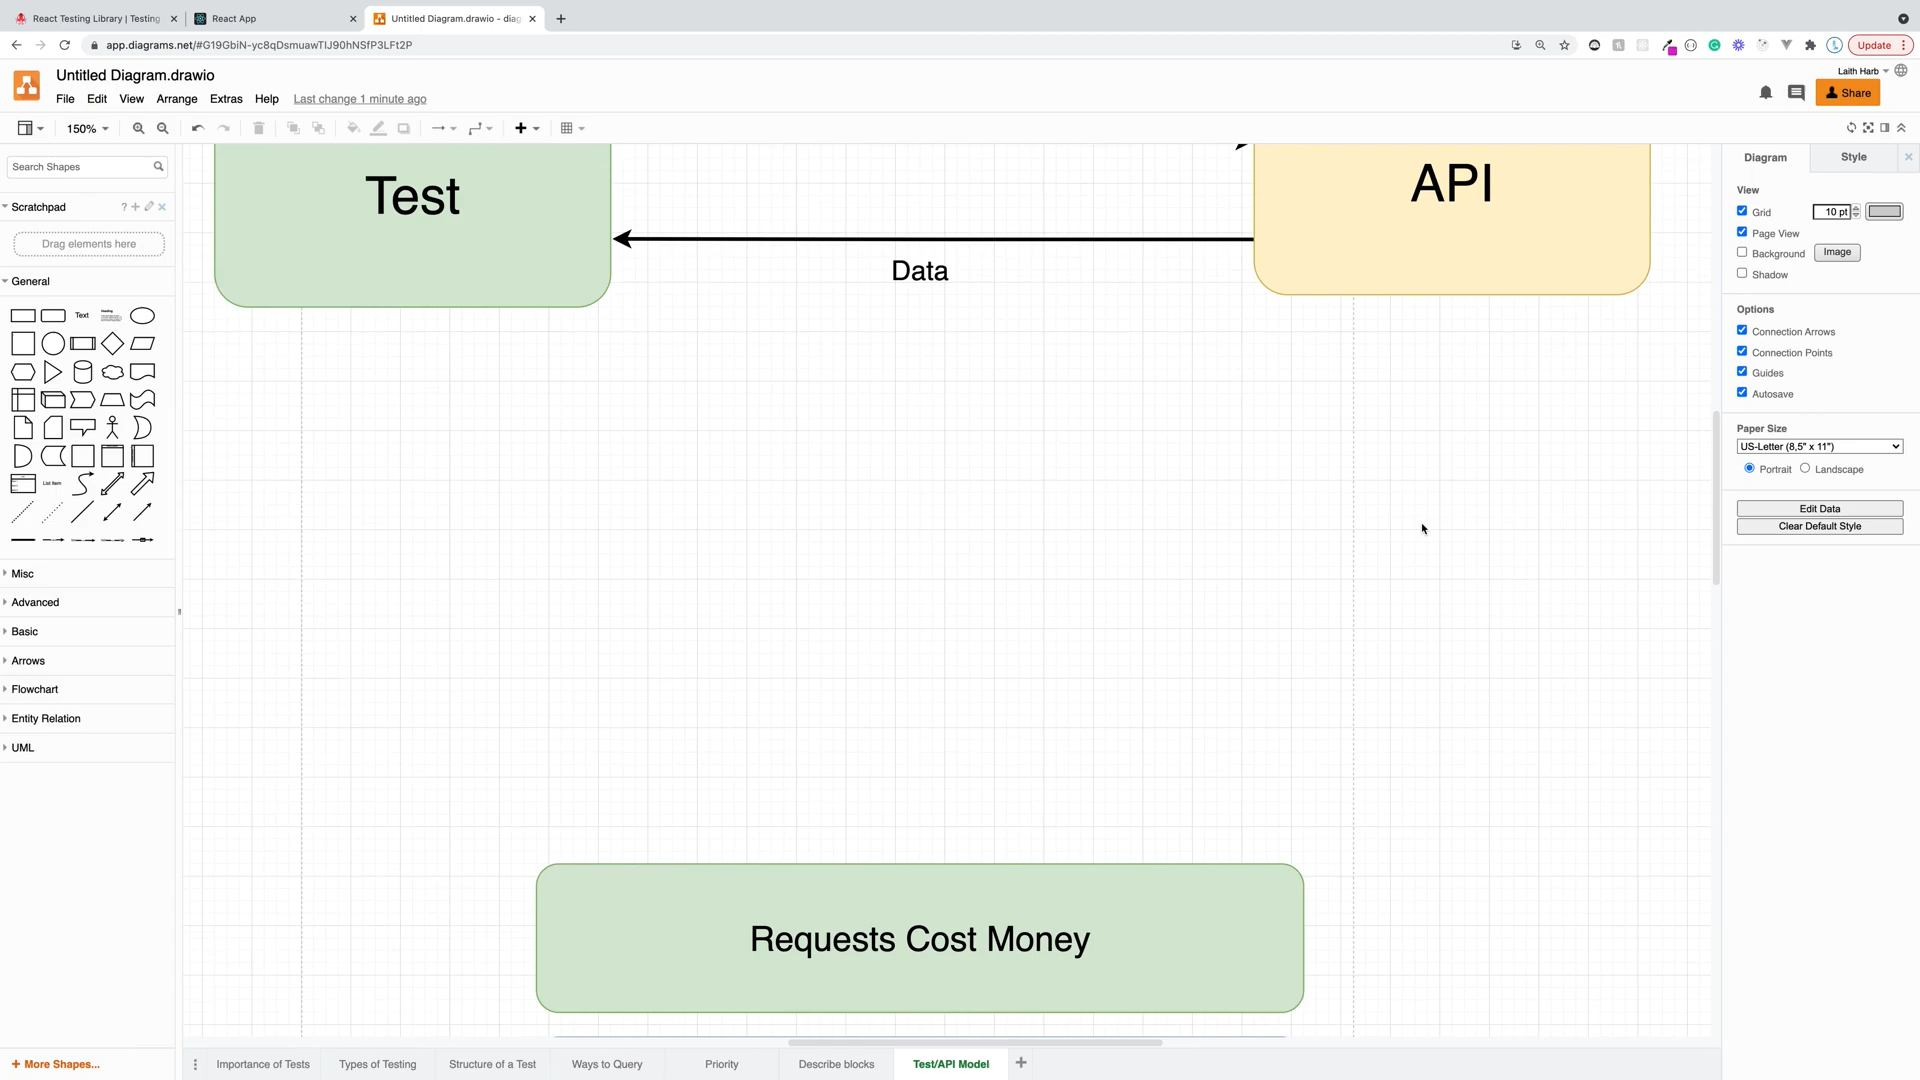 React Testing Library | Testing
React App
Untitled Diagram.drawio - diag
app.diagrams.net/#G19GbiN-yc8qDsmuawTIJ90hNSfP3LFt2P
Update
Untitled Diagram.drawio
Laith Harb
File Edit View Arrange Extras Help Last change 1 minute ago
Share
150%
Search Shapes
Scratchpad
?
Drag elements here
General
Text
Heading
List Item
Misc
Advanced
Basic
Arrows
Flowchart
Entity Relation
UML
+ More Shapes...
Test
API
Data
Requests Cost Money
Diagram Style
View
Grid 10 pt
Page View
Background Image
Shadow
Options
Connection Arrows
Connection Points
Guides
Autosave
Paper Size
US-Letter (8,5" x 11")
Portrait Landscape
Edit Data
Clear Default Style
Importance of Tests Types of Testing Structure of a Test Ways to Query Priority Describe blocks Test/API Model